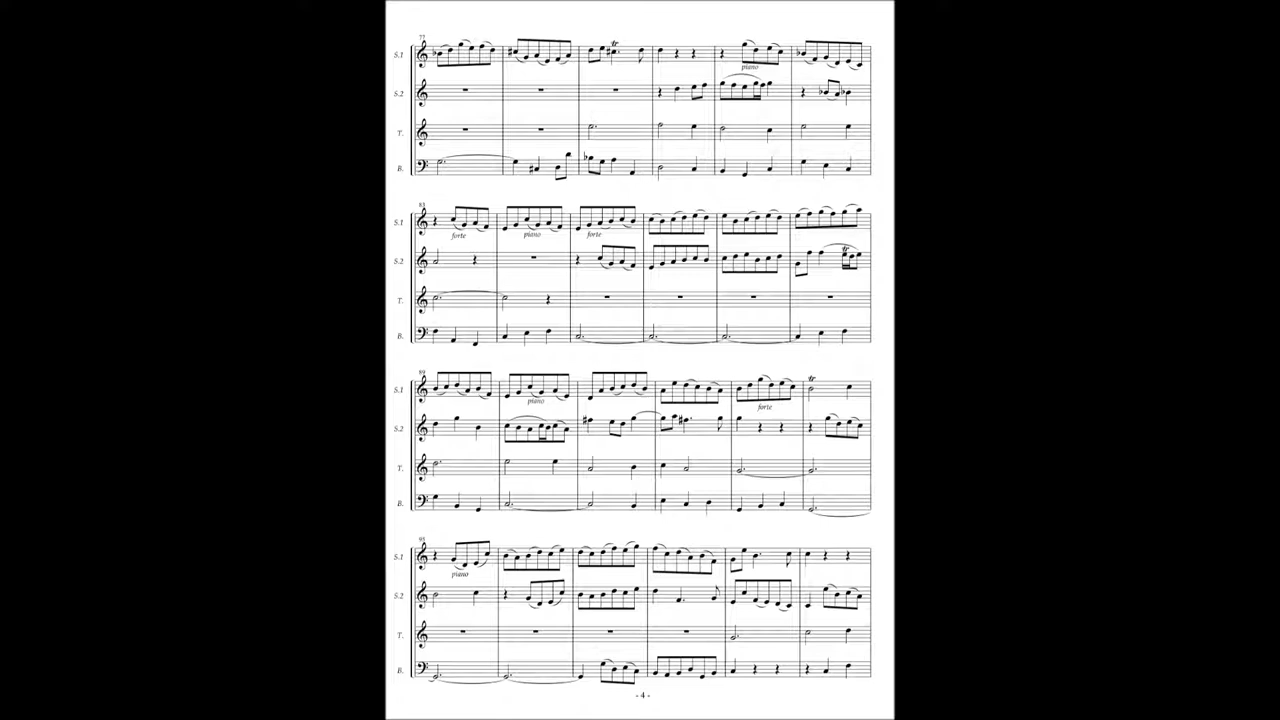 77
S.1
piano
S.2
T.
B.
83
S.1
forte piano forte
S.2
T.
B.
89
S.1
piano forte
S.2
T.
B.
95
S.1
piano
S.2
T.
B.
- 4 -